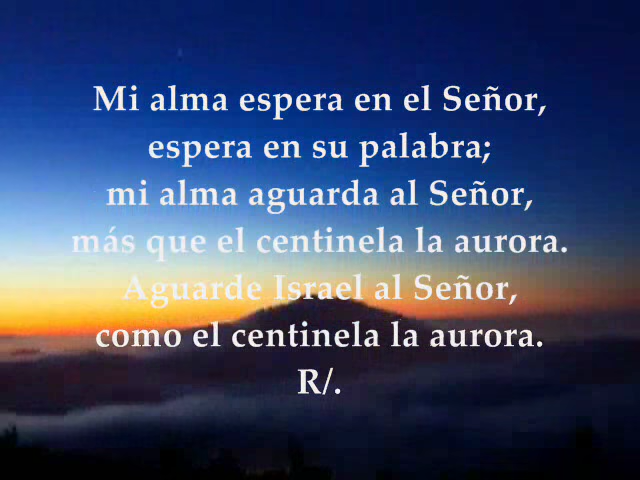 Mi alma espera en el Señor,
espera en su palabra;
mi alma aguarda al Señor,
más que el centinela la aurora.
Aguarde Israel al Señor,
como el centinela la aurora.
R/.